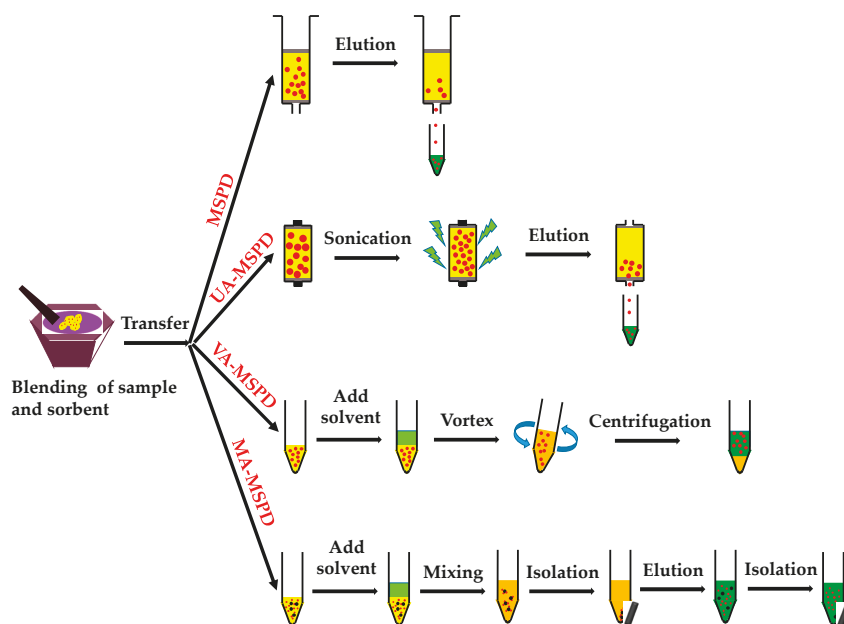 Elution
MSPD
Sonication
Elution
UA-MSPD
Transfer
Blending of sample
and sorbent
VA-MSPD
Add
solvent
Vortex
Centrifugation
MA-MSPD
Add
solvent
Mixing
Isolation
Elution
Isolation